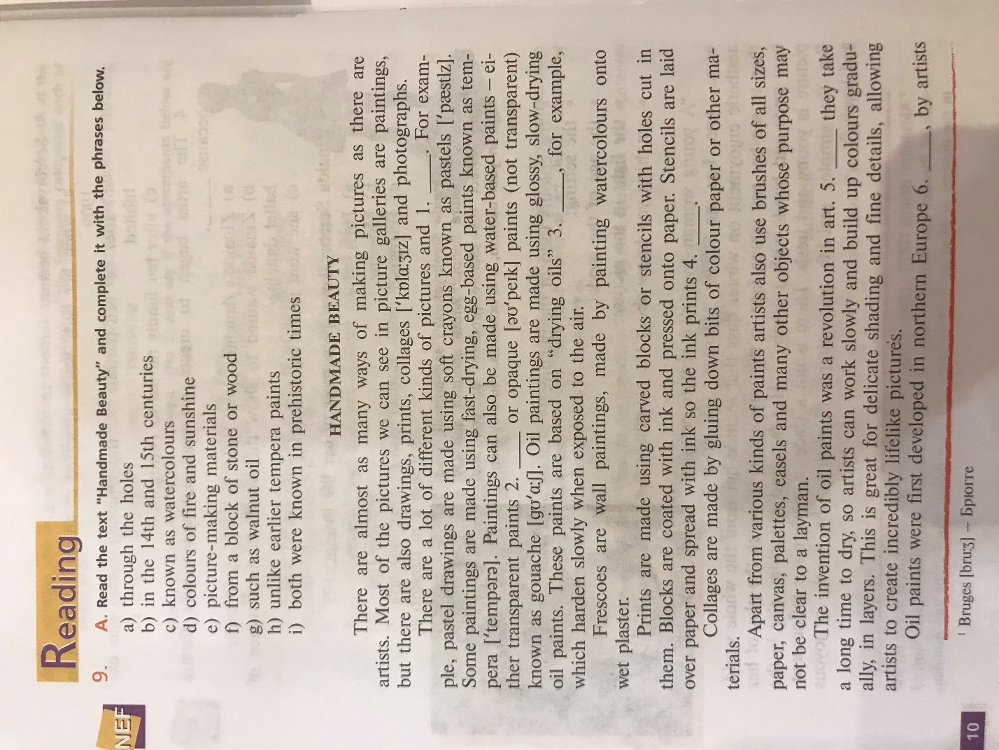 Reading
NEF
9. A. Read the text "Handmade Beauty" and complete it with the phrases below.
a) through the holes
b) in the 14th and 15th centuries
c) known as watercolours
d) colours of fire and sunshine
e) picture-making materials
f) from a block of stone or wood
g) such as walnut oil
h) unlike earlier tempera paints
i) both were known in prehistoric times
HANDMADE BEAUTY
There are almost as many ways of making pictures as there are
artists. Most of the pictures we can see in picture galleries are paintings,
but there are also drawings, prints, collages [ˈkɒlɑːʒɪz] and photographs.
There are a lot of different kinds of pictures and 1. ____. For exam-
ple, pastel drawings are made using soft crayons known as pastels [ˈpæstlz].
Some paintings are made using fast-drying, egg-based paints known as tem-
pera [ˈtempərə]. Paintings can also be made using water-based paints – ei-
ther transparent paints 2. ____ or opaque [əʊˈpeɪk] paints (not transparent)
known as gouache [gʊˈɑːʃ]. Oil paintings are made using glossy, slow-drying
oil paints. These paints are based on “drying oils” 3. ____, for example,
which harden slowly when exposed to the air.
Frescoes are wall paintings, made by painting watercolours onto
wet plaster.
Prints are made using carved blocks or stencils with holes cut in
them. Blocks are coated with ink and pressed onto paper. Stencils are laid
over paper and spread with ink so the ink prints 4. ____.
Collages are made by gluing down bits of colour paper or other ma-
terials.
Apart from various kinds of paints artists also use brushes of all sizes,
paper, canvas, palettes, easels and many other objects whose purpose may
not be clear to a layman.
The invention of oil paints was a revolution in art. 5. ____ they take
a long time to dry, so artists can work slowly and build up colours gradu-
ally, in layers. This is great for delicate shading and fine details, allowing
artists to create incredibly lifelike pictures.
Oil paints were first developed in northern Europe 6. ____, by artists
¹ Bruges [bruːʒ] — Брюгге
10